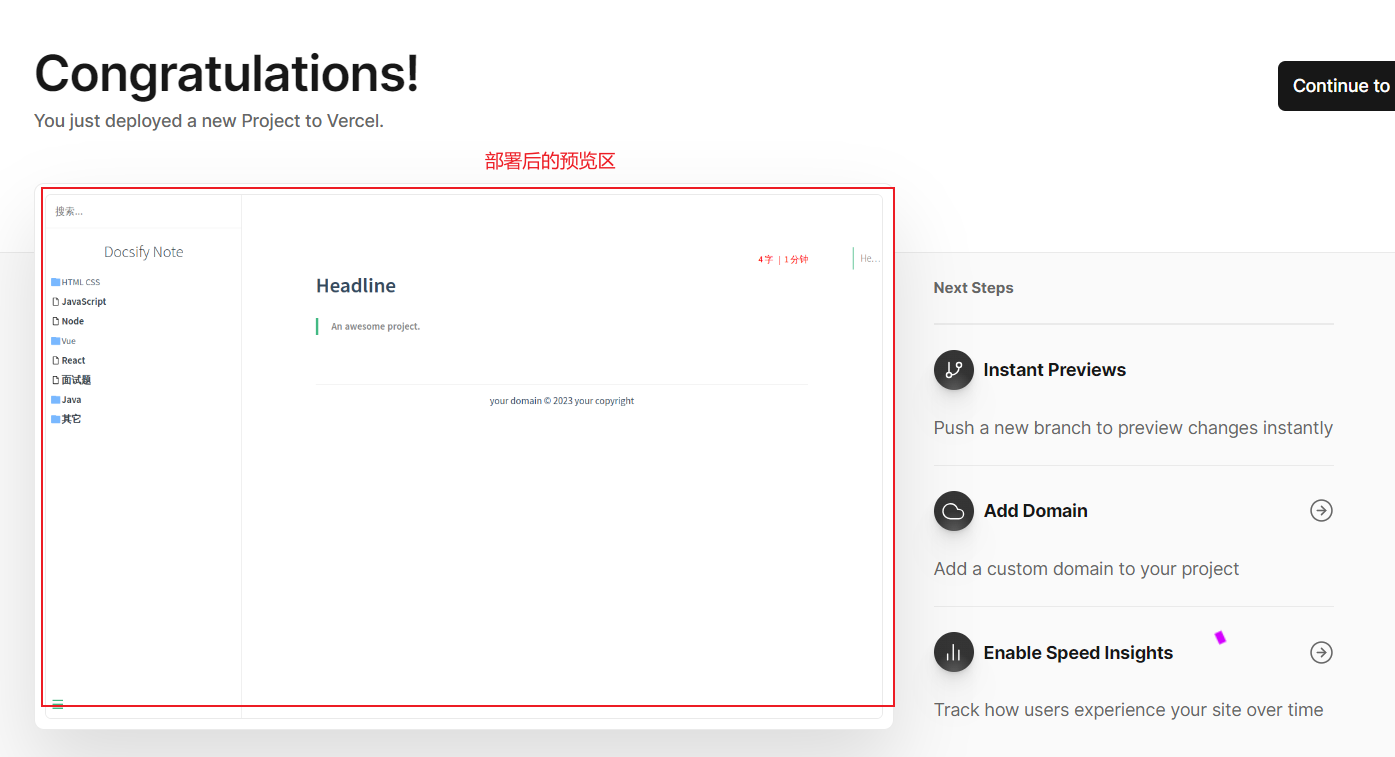 Congratulations!
Continue to
You just deployed a new Project to Vercel.
部署后的预览区
搜索...
Docsify Note
HTML CSS
JavaScript
Node
Vue
React
面试题
Java
其它
4 字 | 1 分钟
He...
Headline
An awesome project.
your domain © 2023 your copyright
Next Steps
Instant Previews
Push a new branch to preview changes instantly
Add Domain
Add a custom domain to your project
Enable Speed Insights
Track how users experience your site over time